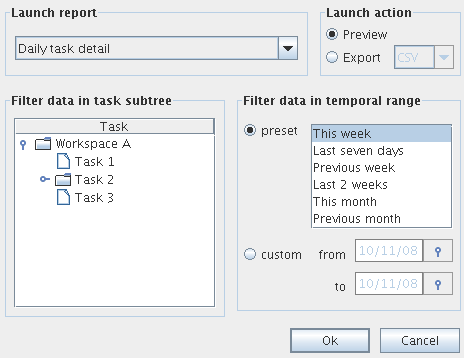 Launch report
Daily task detail
Launch action
Preview
Export CSV
Filter data in task subtree
Task
Workspace A
Task 1
Task 2
Task 3
Filter data in temporal range
preset
This week
Last seven days
Previous week
Last 2 weeks
This month
Previous month
custom from 10/11/08
to 10/11/08
Ok Cancel